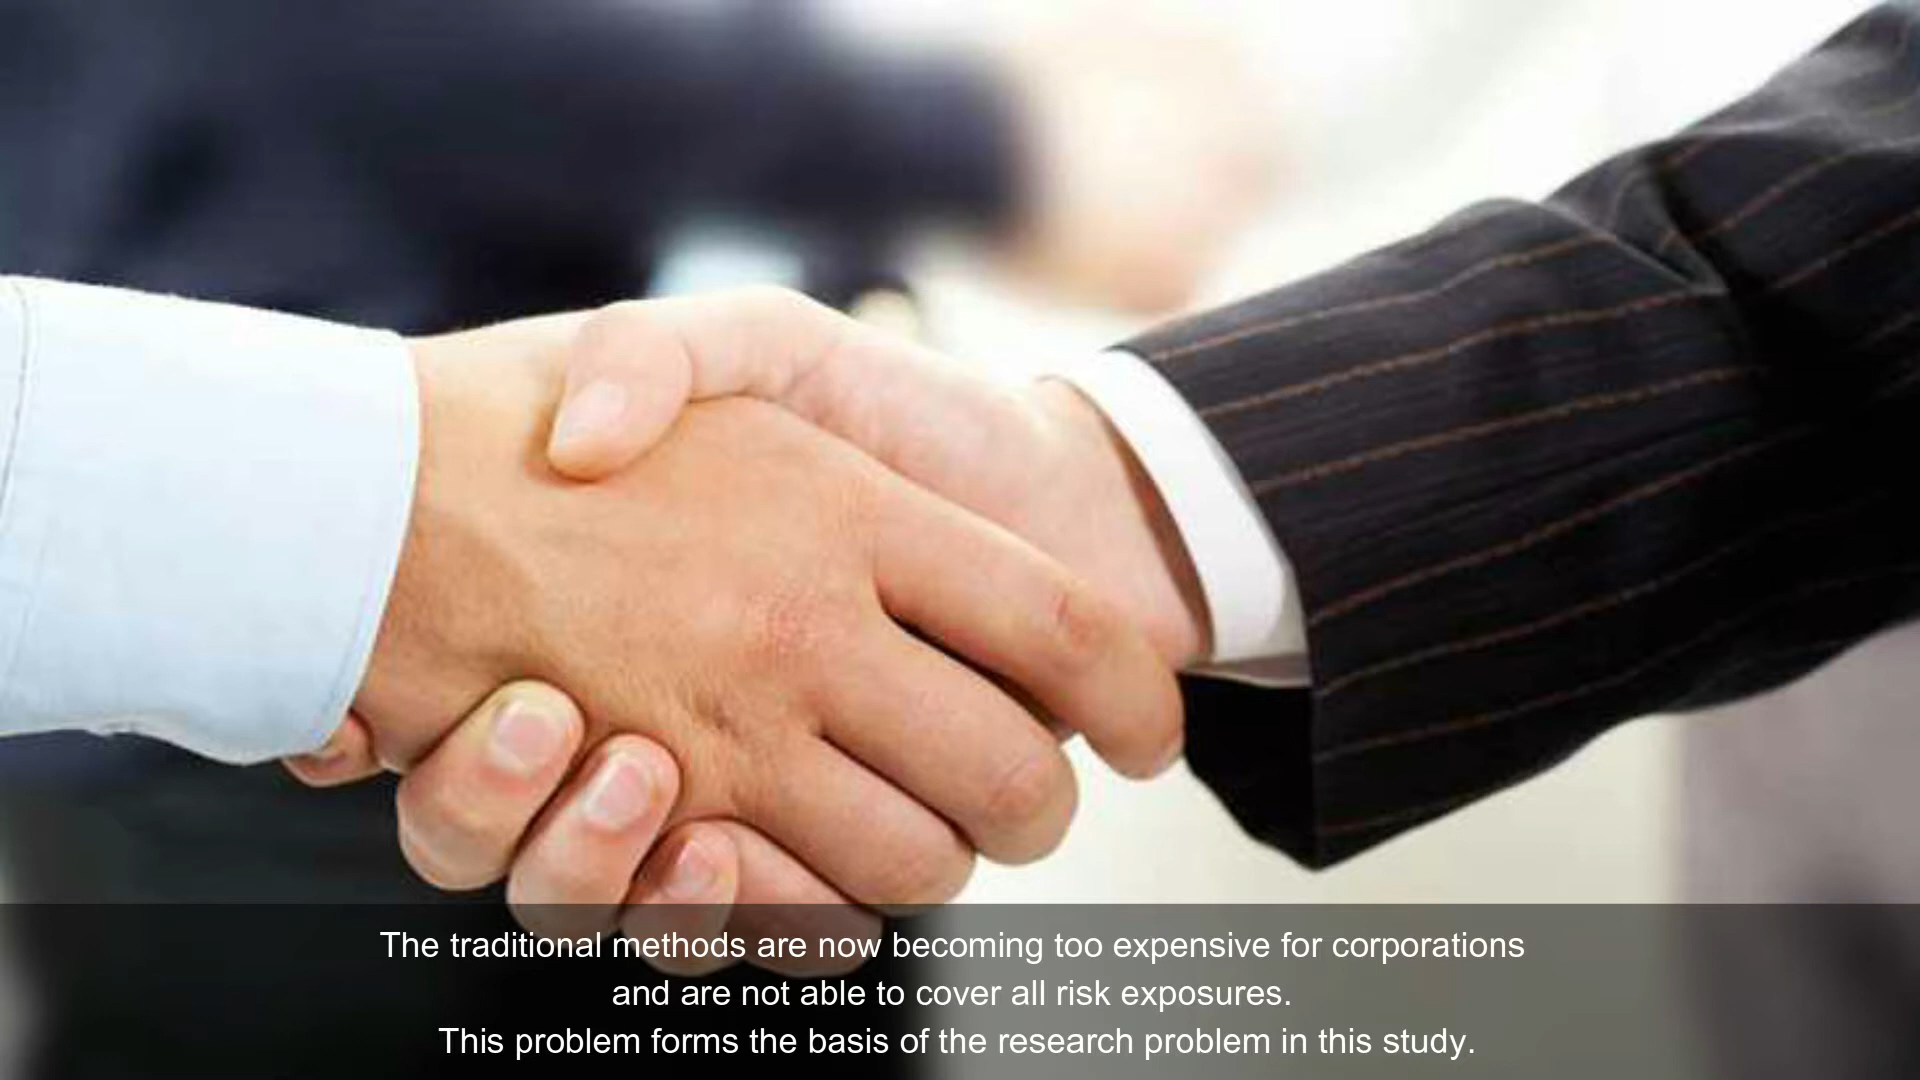 The traditional methods are now becoming too expensive for corporations
and are not able to cover all risk exposures.
This problem forms the basis of the research problem in this study.